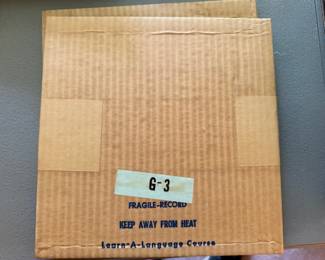 G-3
FRAGILE-RECORD
KEEP AWAY FROM HEAT
Learn-A-Language Course